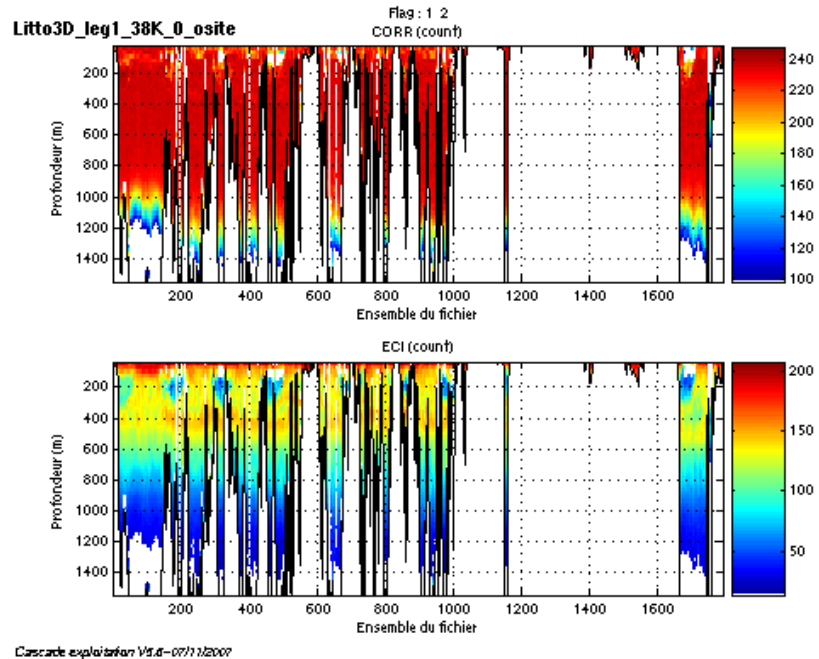 Flag : 1 2
Litto3D_leg1_38K_0_osite
CORR (count)
200
400
600
800
1000
1200
1400
Profondeur (m)
200 400 600 800 1000 1200 1400 1600
Ensemble du fichier
240
220
200
180
160
140
120
100
ECI (count)
200
400
600
800
1000
1200
1400
Profondeur (m)
200 400 600 800 1000 1200 1400 1600
Ensemble du fichier
200
150
100
50
Cascade exploitation V5.6-07/11/2007